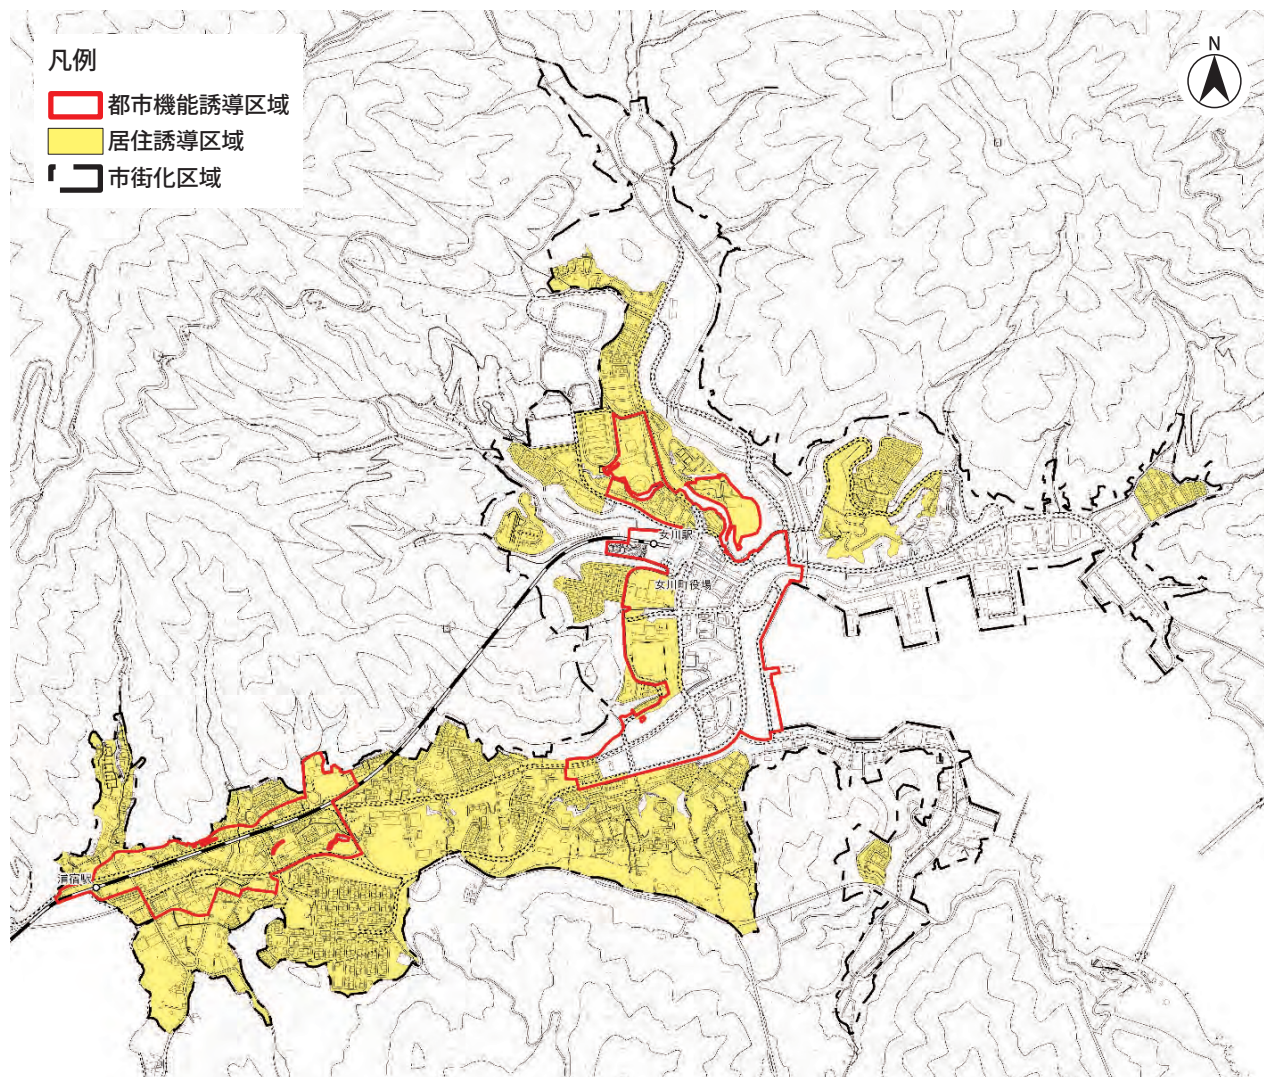 凡例
都市機能誘導区域
居住誘導区域
市街化区域
N
女川駅
女川町役場
浦宿駅